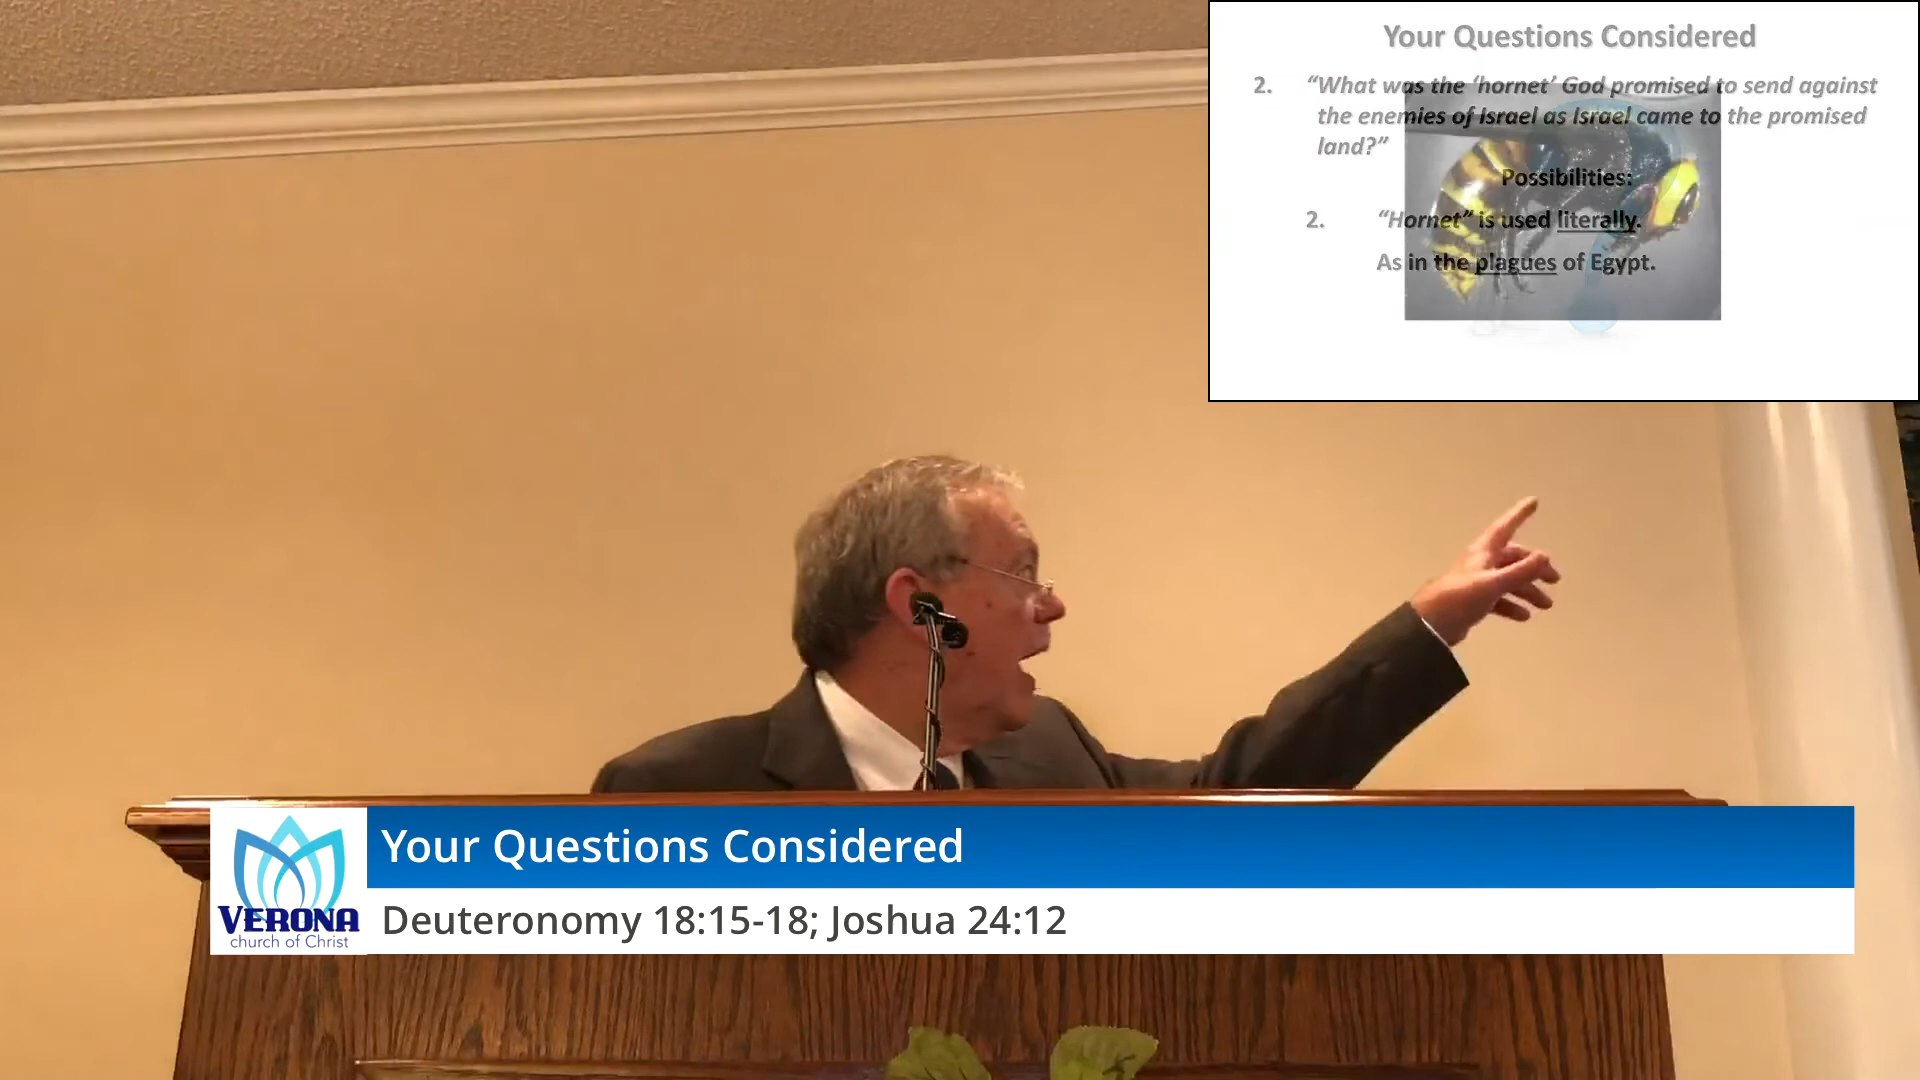 Your Questions Considered
2. “What was the ‘hornet’ God promised to send against
the enemies of Israel as Israel came to the promised
land?”
Possibilities:
2. “Hornet” is used literally.
As in the plagues of Egypt.
Your Questions Considered
Deuteronomy 18:15-18; Joshua 24:12
VERONA
church of Christ